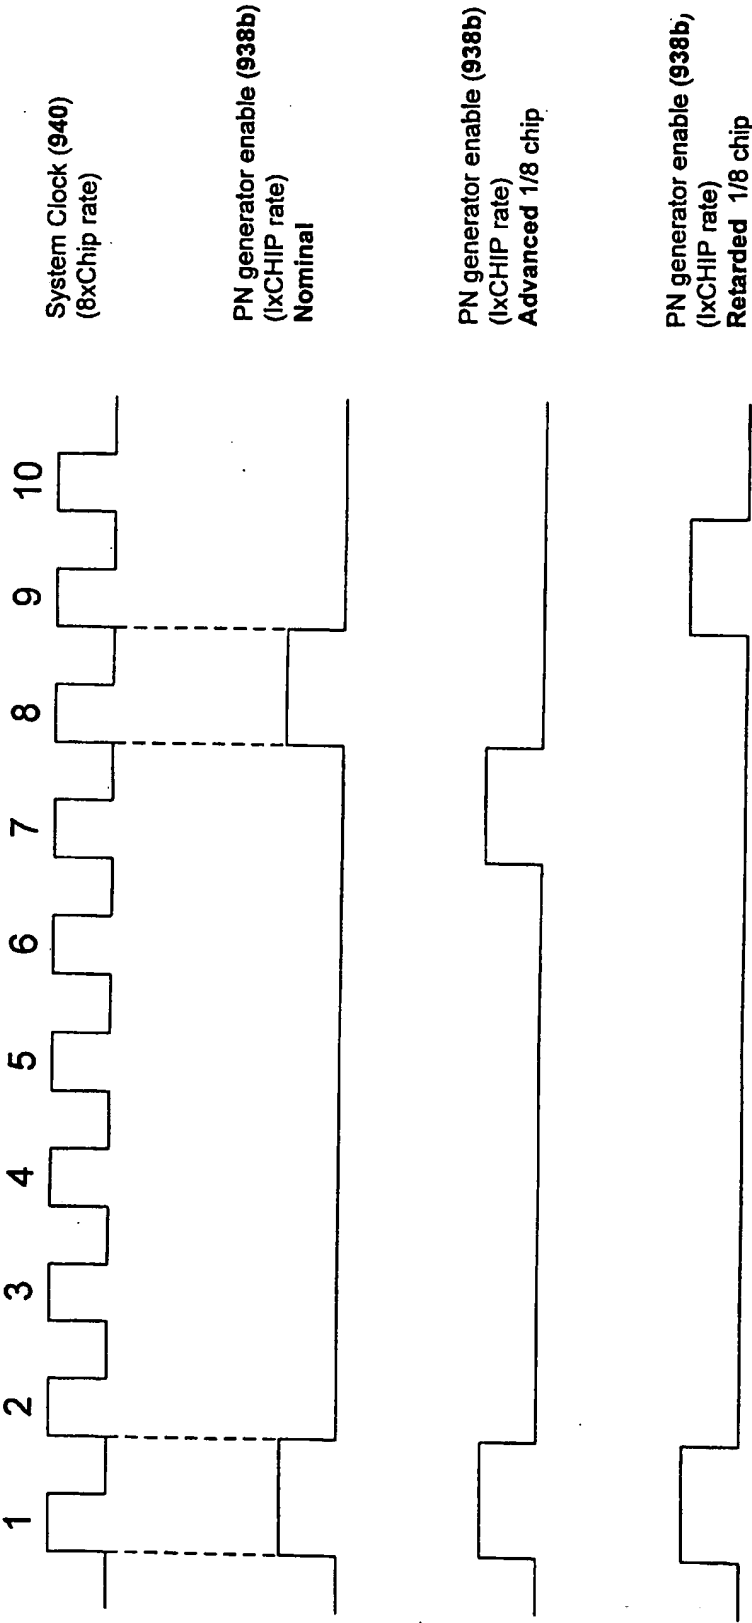 1 2 3 4 5 6 7 8 9 10
System Clock (940)
(8xChip rate)
PN generator enable (938b)
(IxCHIP rate)
Nominal
PN generator enable (938b)
(IxCHIP rate)
Advanced 1/8 chip
PN generator enable (938b,
(IxCHIP rate)
Retarded 1/8 chip